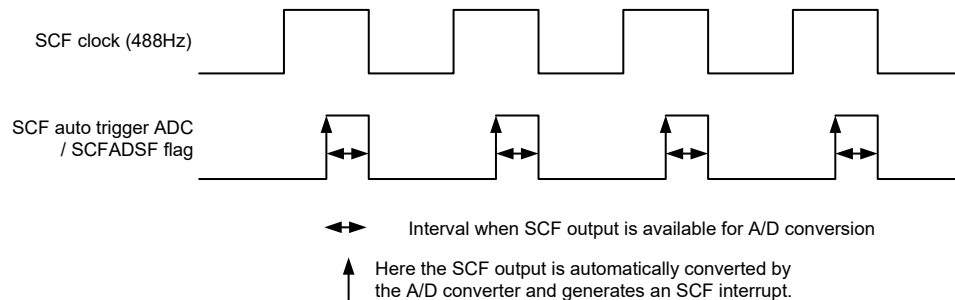 SCF clock (488Hz)
SCF auto trigger ADC
/ SCFADSF flag
Interval when SCF output is available for A/D conversion
Here the SCF output is automatically converted by
the A/D converter and generates an SCF interrupt.